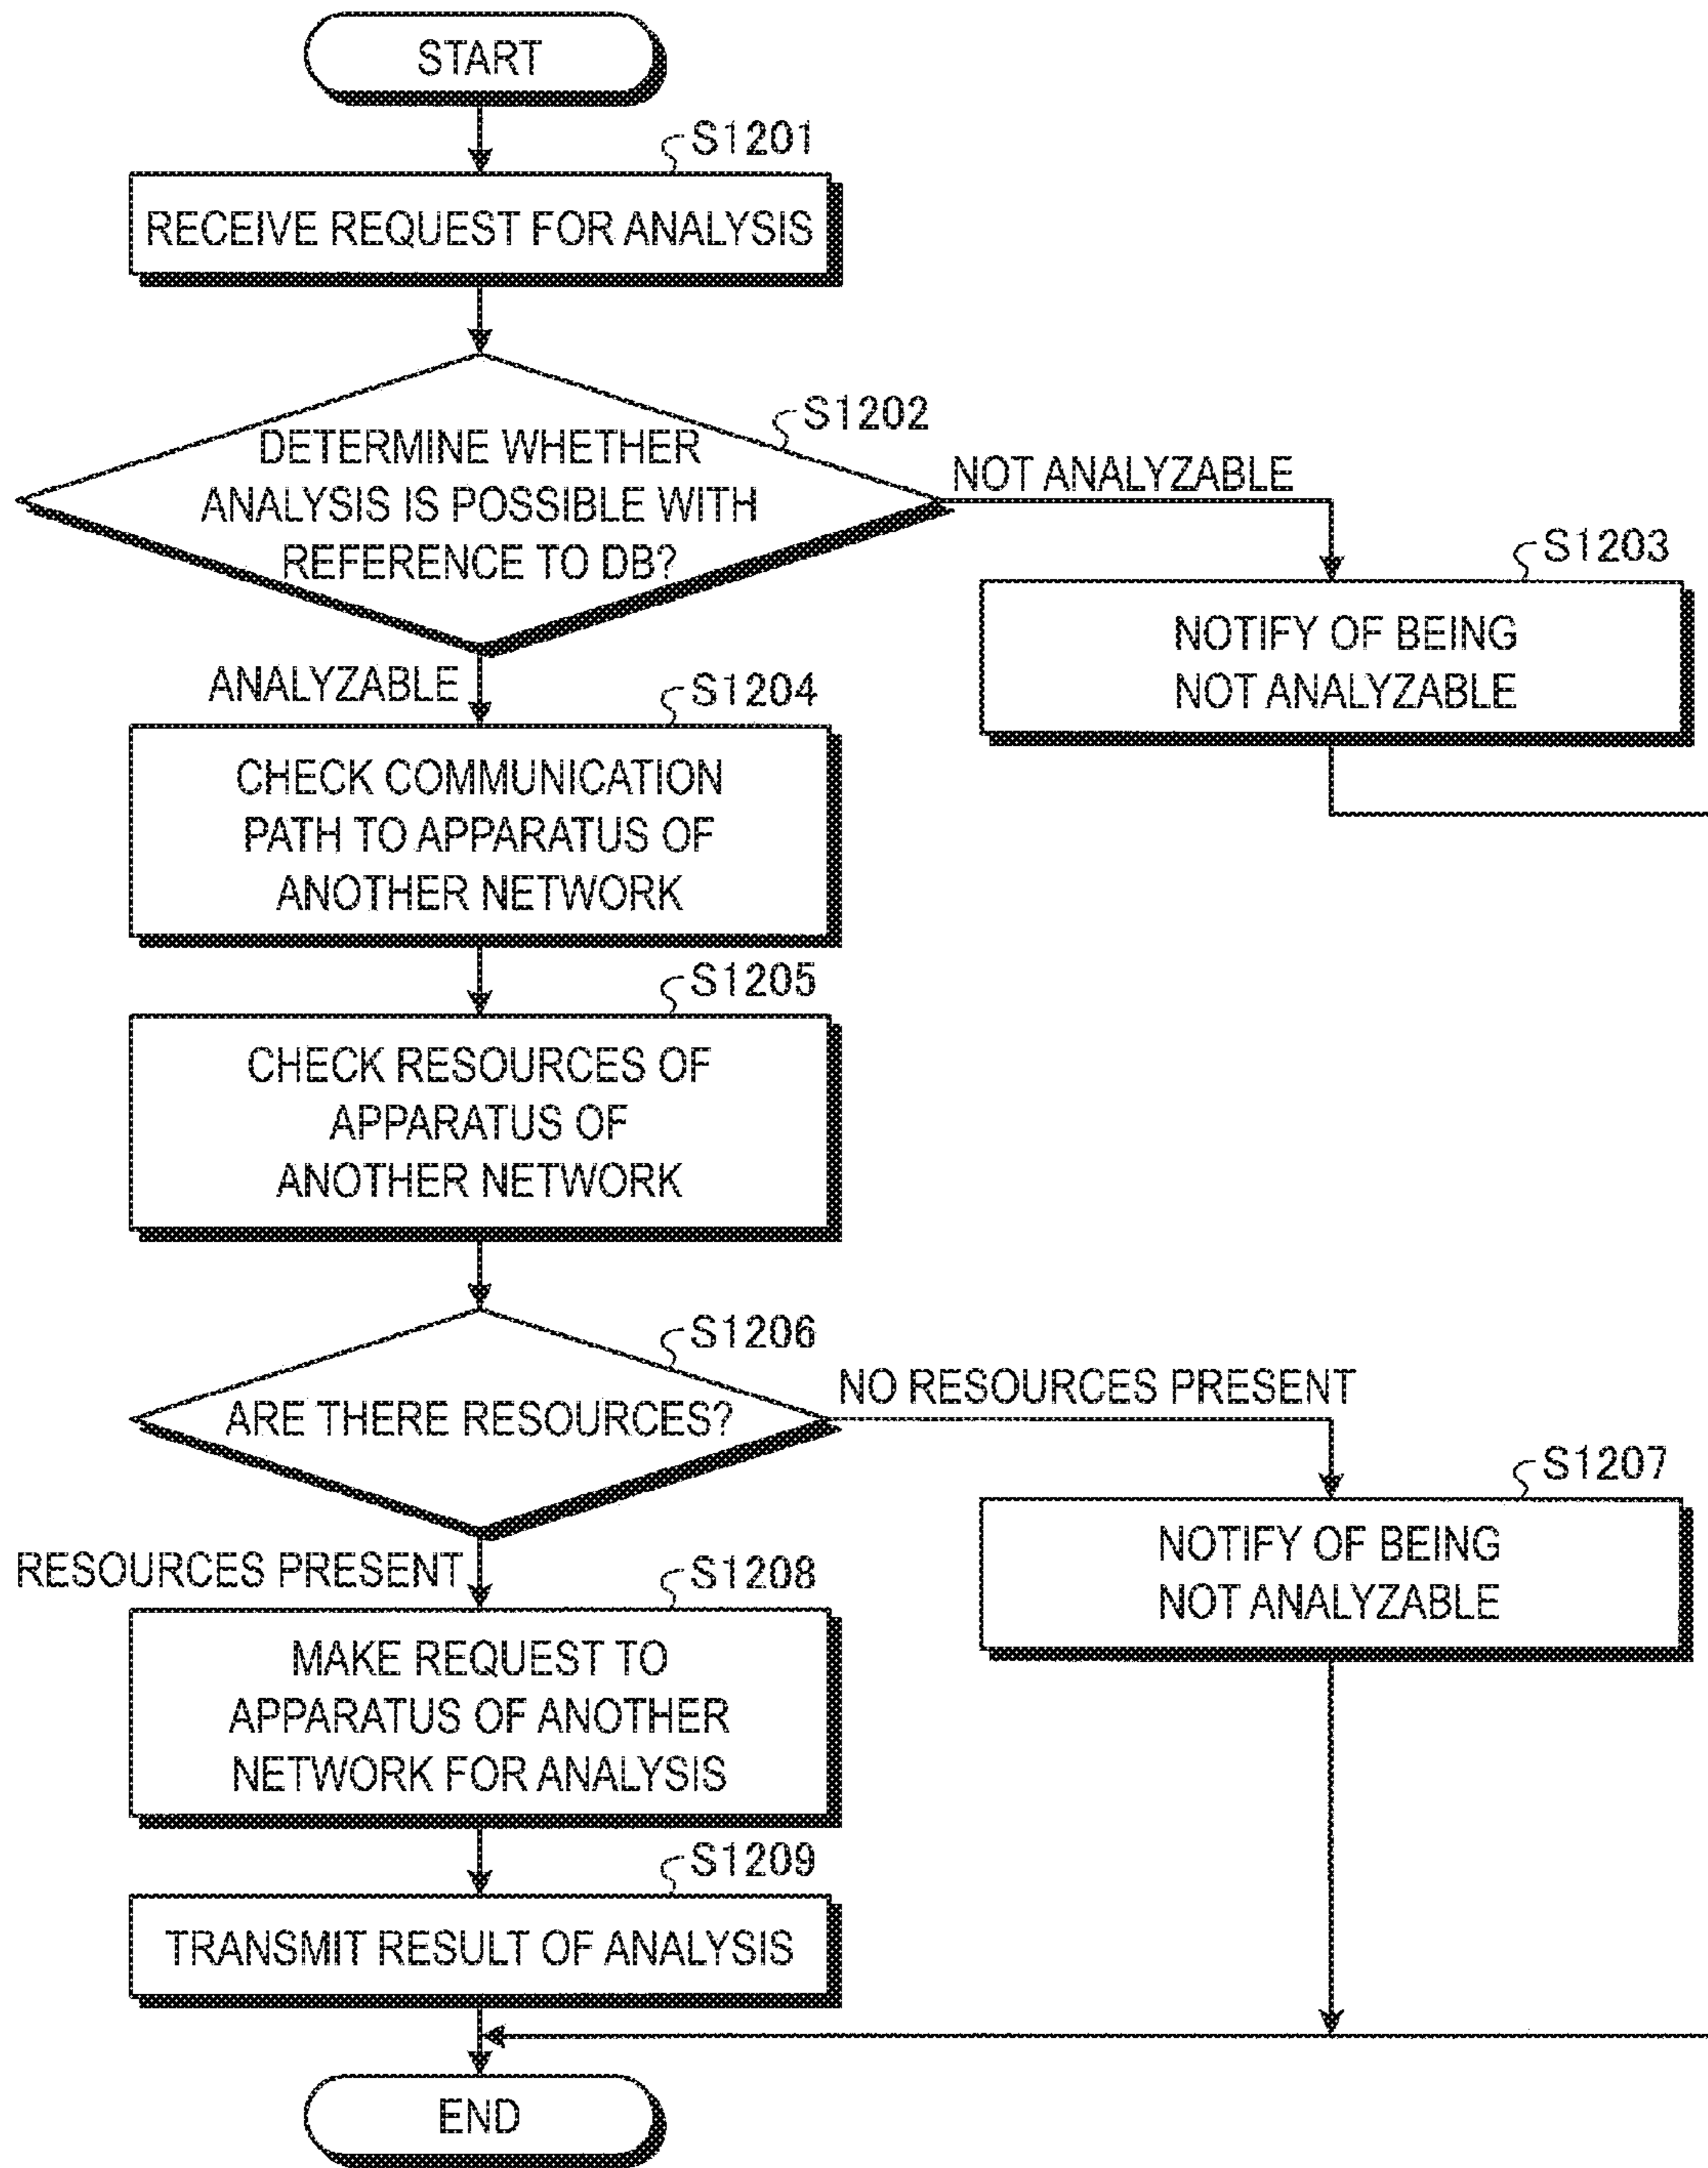 START
S1201
RECEIVE REQUEST FOR ANALYSIS
S1202
DETERMINE WHETHER
ANALYSIS IS POSSIBLE WITH
REFERENCE TO DB?
NOT ANALYZABLE
S1203
NOTIFY OF BEING
NOT ANALYZABLE
ANALYZABLE
S1204
CHECK COMMUNICATION
PATH TO APPARATUS OF
ANOTHER NETWORK
S1205
CHECK RESOURCES OF
APPARATUS OF
ANOTHER NETWORK
S1206
ARE THERE RESOURCES?
NO RESOURCES PRESENT
S1207
NOTIFY OF BEING
NOT ANALYZABLE
RESOURCES PRESENT
S1208
MAKE REQUEST TO
APPARATUS OF ANOTHER
NETWORK FOR ANALYSIS
S1209
TRANSMIT RESULT OF ANALYSIS
END